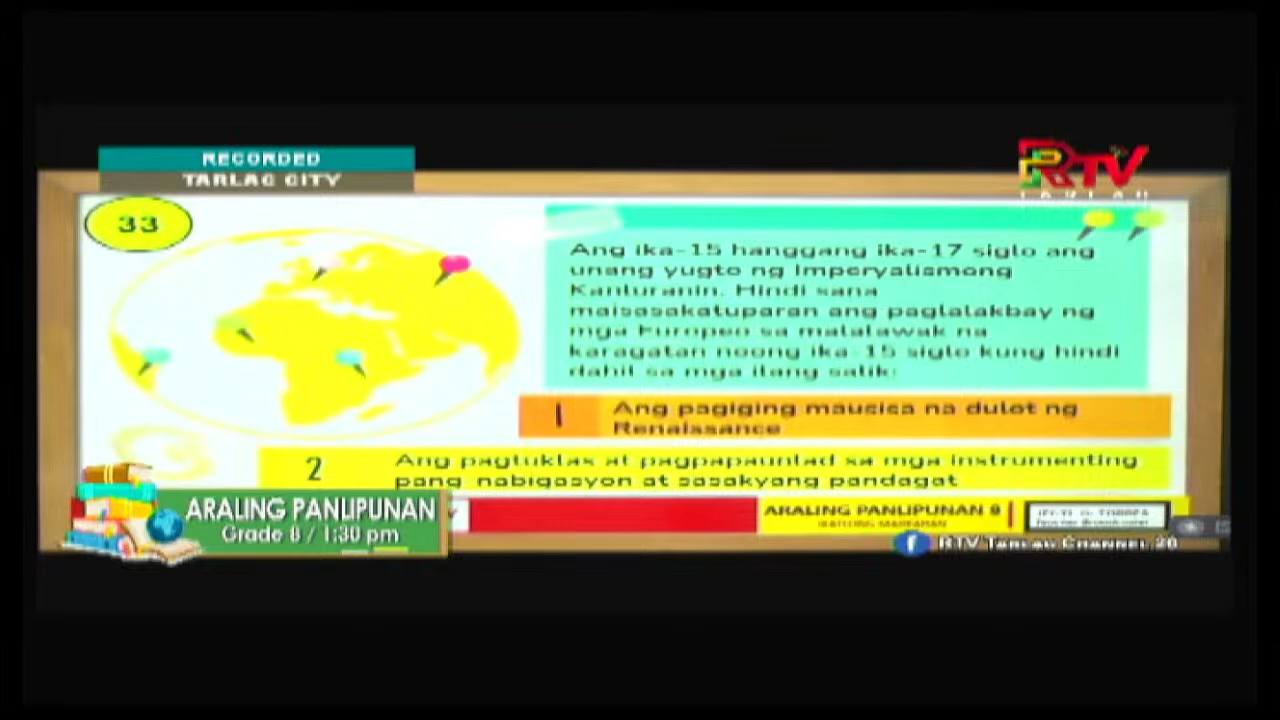 RECORDED
TARLAC CITY
RTV
33
Ang ika-15 hanggang ika-17 siglo ang
unang yugto ng Imperyalismong
Kanluranin. Hindi sana
maisasakatuparan ang paglalakbay ng
mga Europeo sa malalawak na
karagatan noong ika-15 siglo kung hindi
dahil sa mga ilang salik:
1 Ang pagiging mausisa na dulot ng
Renaissance
2 Ang pagtuklas at pagpapaunlad sa mga instrumenting
pang nabigasyon at sasakyang pandagat
ARALING PANLIPUNAN
Grade 8 / 1:30 pm
ARALING PANLIPUNAN 8
IKATLONG MARKAHAN
f RTV Tarlac Channel 26